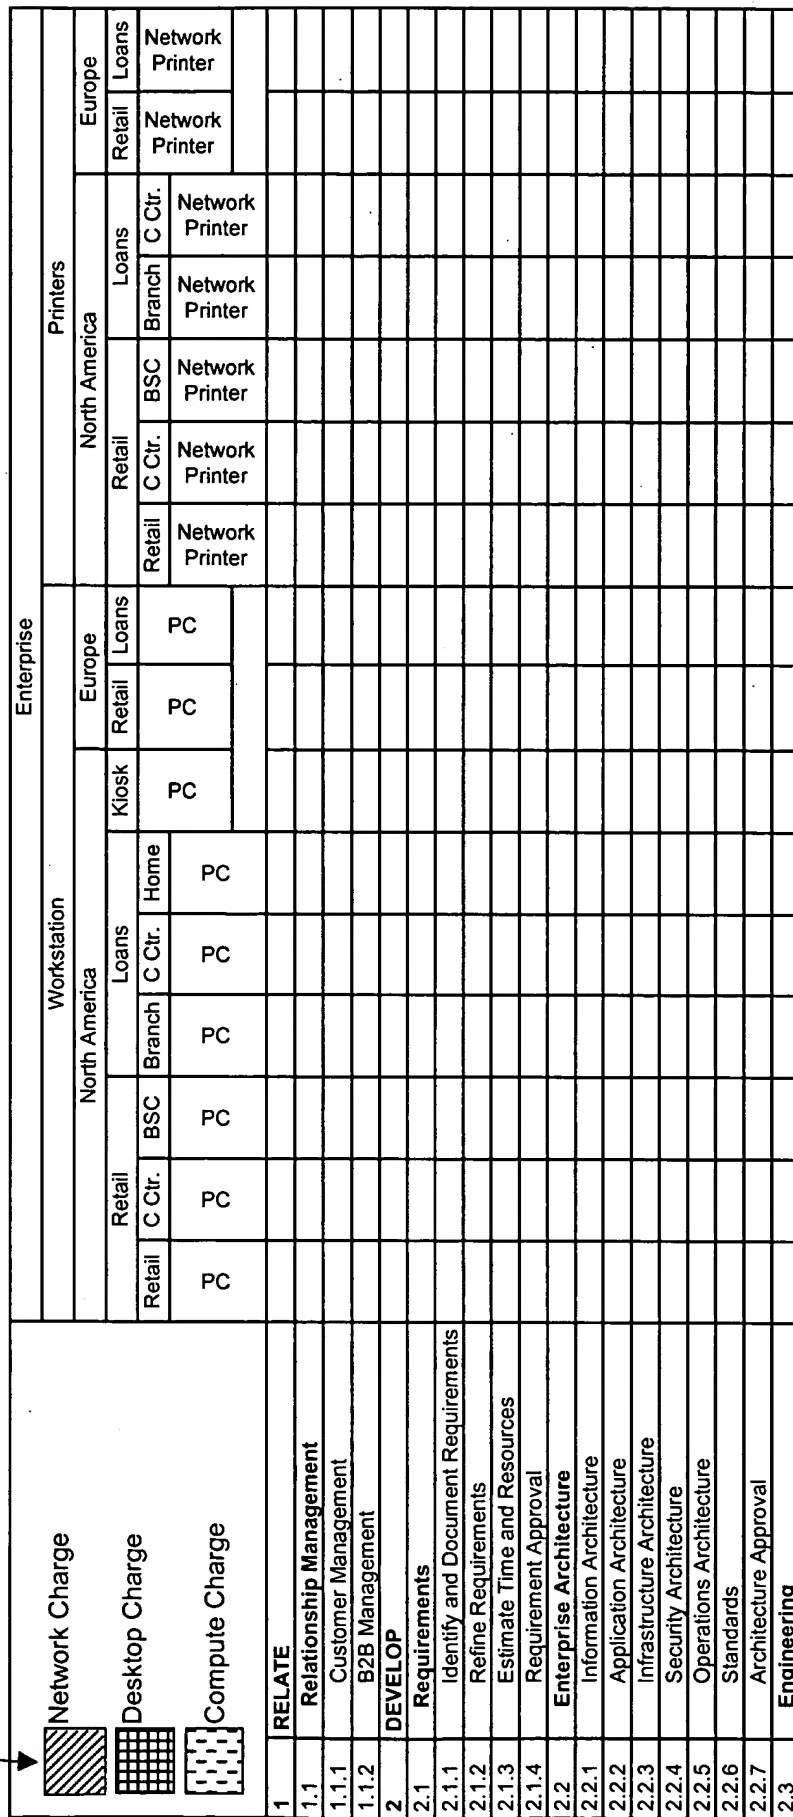 Network Charge
Desktop Charge
Compute Charge
Enterprise
Workstation Printers
North America Europe North America Europe
Retail Loans Kiosk Retail Loans Retail Loans Retail Loans
Retail C Ctr. BSC Branch C Ctr. Home PC PC PC Retail C Ctr. BSC Branch C Ctr. Network Printer Network Printer
PC PC PC PC PC PC Network Printer Network Printer Network Printer Network Printer Network Printer
1 RELATE
1.1 Relationship Management
1.1.1 Customer Management
1.1.2 B2B Management
2 DEVELOP
2.1 Requirements
2.1.1 Identify and Document Requirements
2.1.2 Refine Requirements
2.1.3 Estimate Time and Resources
2.1.4 Requirement Approval
2.2 Enterprise Architecture
2.2.1 Information Architecture
2.2.2 Application Architecture
2.2.3 Infrastructure Architecture
2.2.4 Security Architecture
2.2.5 Operations Architecture
2.2.6 Standards
2.2.7 Architecture Approval
2.3 Engineering